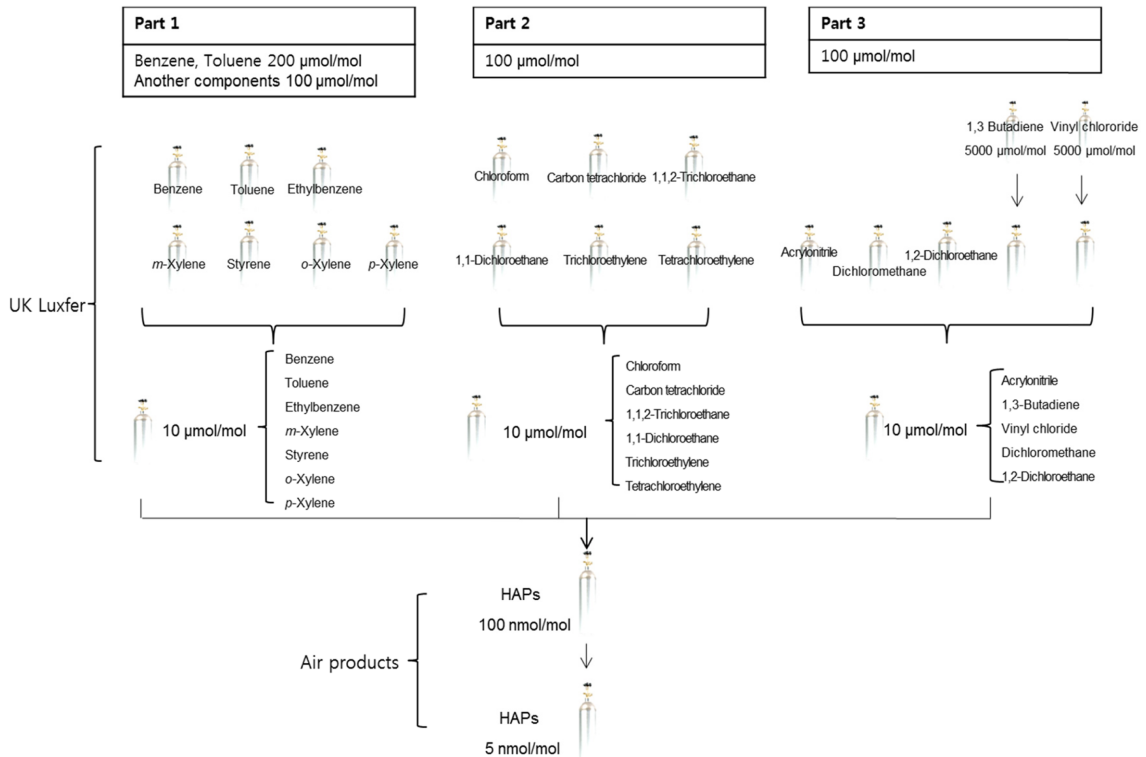 Part 1
Benzene, Toluene 200 μmol/mol
Another components 100 μmol/mol
Part 2
100 μmol/mol
Part 3
100 μmol/mol
1,3 Butadiene
5000 μmol/mol
Vinyl chlororide
5000 μmol/mol
UK Luxfer
Benzene
Toluene
Ethylbenzene
m-Xylene
Styrene
o-Xylene
p-Xylene
Chloroform
Carbon tetrachloride
1,1,2-Trichloroethane
1,1-Dichloroethane
Trichloroethylene
Tetrachloroethylene
Acrylonitrile
Dichloromethane
1,2-Dichloroethane
10 μmol/mol
Benzene
Toluene
Ethylbenzene
m-Xylene
Styrene
o-Xylene
p-Xylene
10 μmol/mol
Chloroform
Carbon tetrachloride
1,1,2-Trichloroethane
1,1-Dichloroethane
Trichloroethylene
Tetrachloroethylene
10 μmol/mol
Acrylonitrile
1,3-Butadiene
Vinyl chloride
Dichloromethane
1,2-Dichloroethane
Air products
HAPs
100 nmol/mol
HAPs
5 nmol/mol